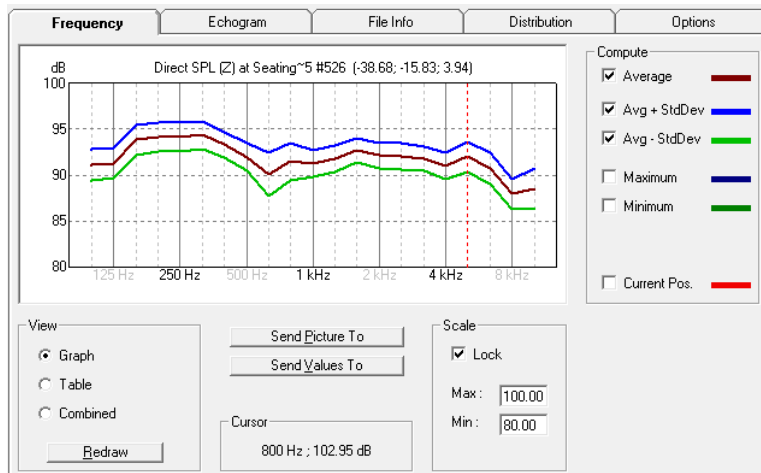 Frequency Echogram File Info Distribution Options
dB Direct SPL (Z) at Seating~5 #526 (-38.68; -15.83; 3.94)
100
95
90
85
80
125 Hz 250 Hz 500 Hz 1 kHz 2 kHz 4 kHz 8 kHz
Compute
Average
Avg + StdDev
Avg - StdDev
Maximum
Minimum
Current Pos.
View
Graph
Table
Combined
Redraw
Send Picture To
Send Values To
Cursor
800 Hz ; 102.95 dB
Scale
Lock
Max : 100.00
Min : 80.00